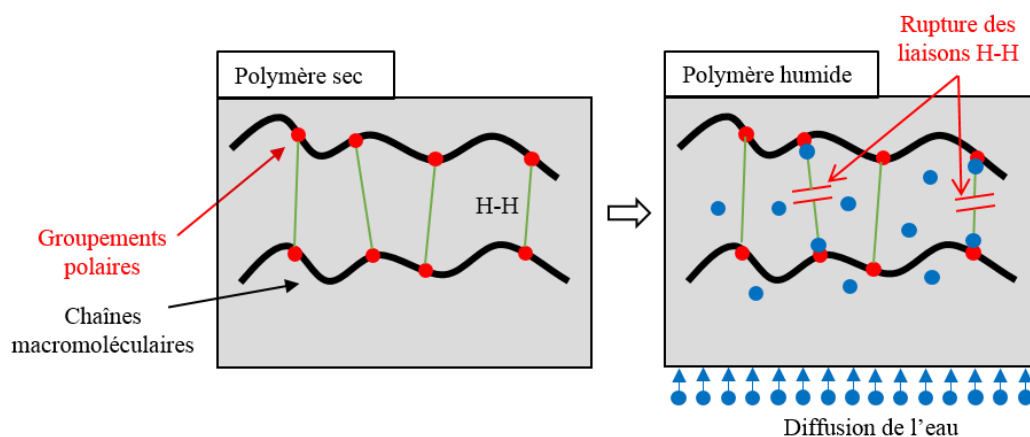 Polymère sec
Groupements
polaires
Chaînes
macromoléculaires
H-H
Polymère humide
Rupture des
liaisons H-H
Diffusion de l'eau